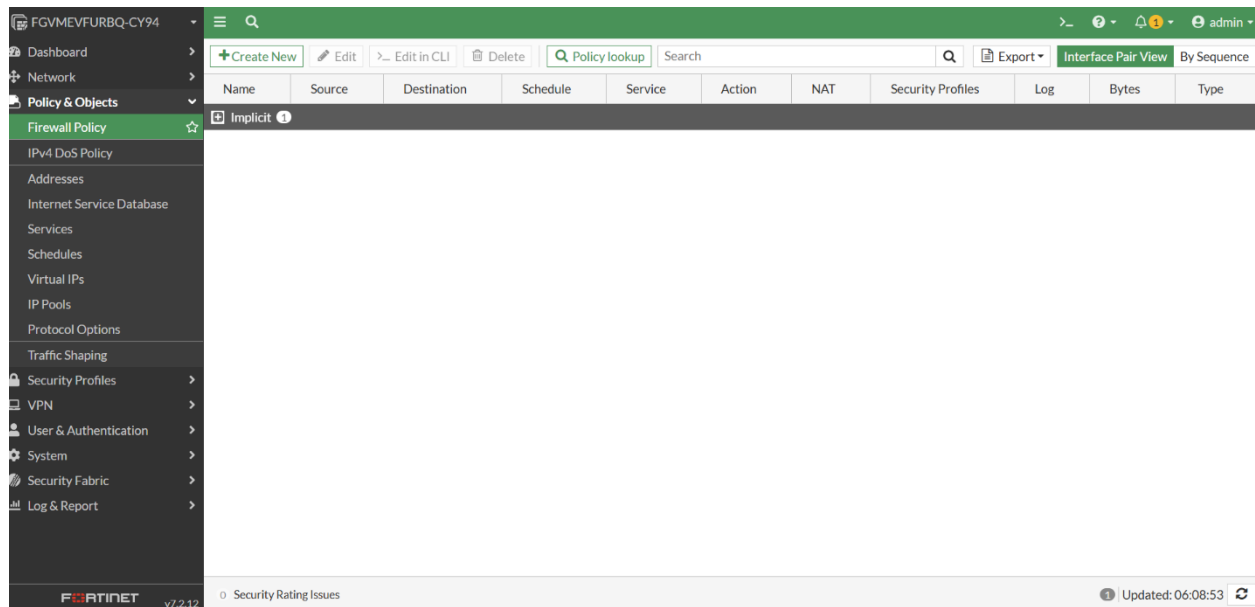 FGVMEVFURBQ-CY94
>_ admin
Dashboard
Network
Policy & Objects
Firewall Policy
IPv4 DoS Policy
Addresses
Internet Service Database
Services
Schedules
Virtual IPs
IP Pools
Protocol Options
Traffic Shaping
Security Profiles
VPN
User & Authentication
System
Security Fabric
Log & Report
FORTINET v7.2.12
+Create New Edit >_ Edit in CLI Delete Policy lookup Search Export Interface Pair View By Sequence
Name Source Destination Schedule Service Action NAT Security Profiles Log Bytes Type
+ Implicit 1
0 Security Rating Issues 1 Updated: 06:08:53